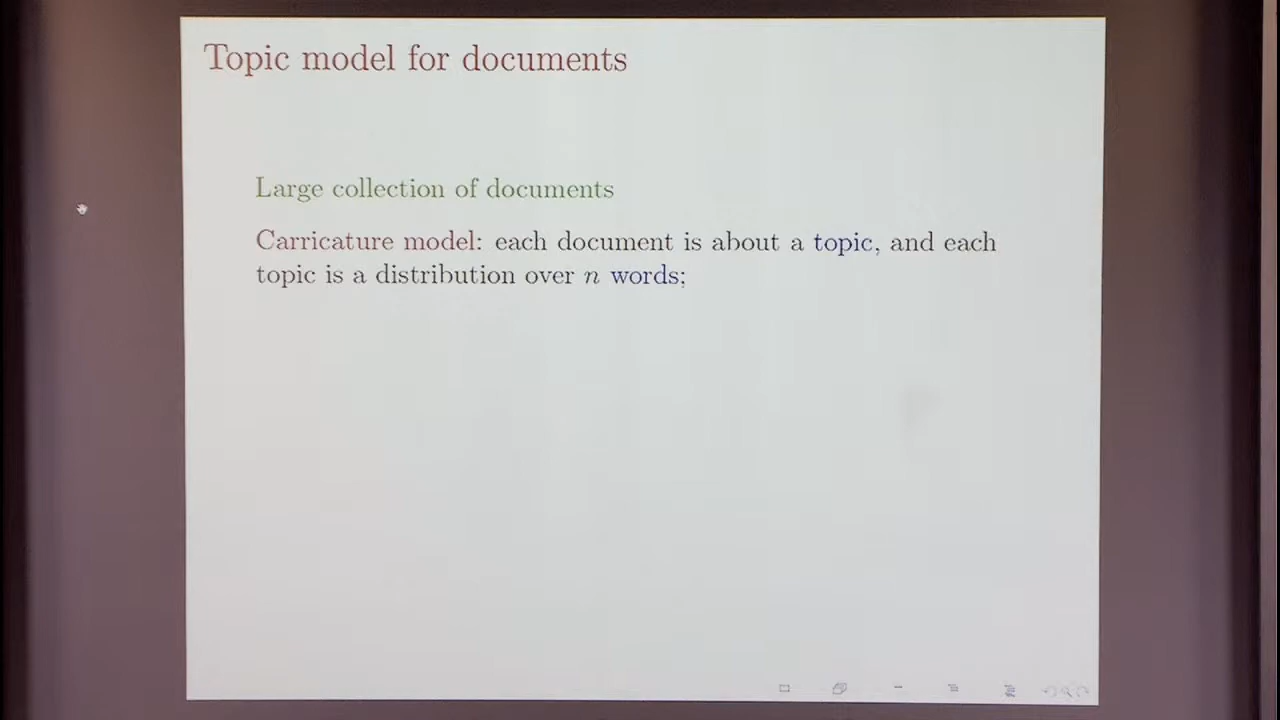 Topic model for documents
Large collection of documents
Carricature model: each document is about a topic, and each
topic is a distribution over n words;